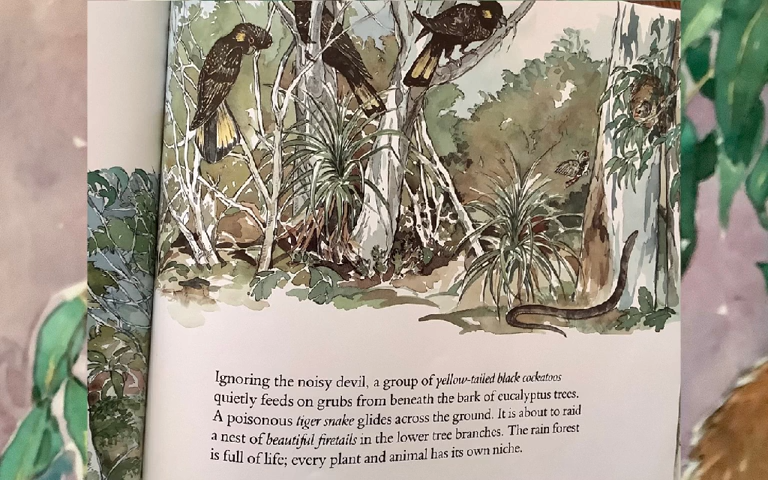 Ignoring the noisy devil, a group of yellow-tailed black cockatoos
quietly feeds on grubs from beneath the bark of eucalyptus trees.
A poisonous tiger snake glides across the ground. It is about to raid
a nest of beautiful firetails in the lower tree branches. The rain forest
is full of life; every plant and animal has its own niche.